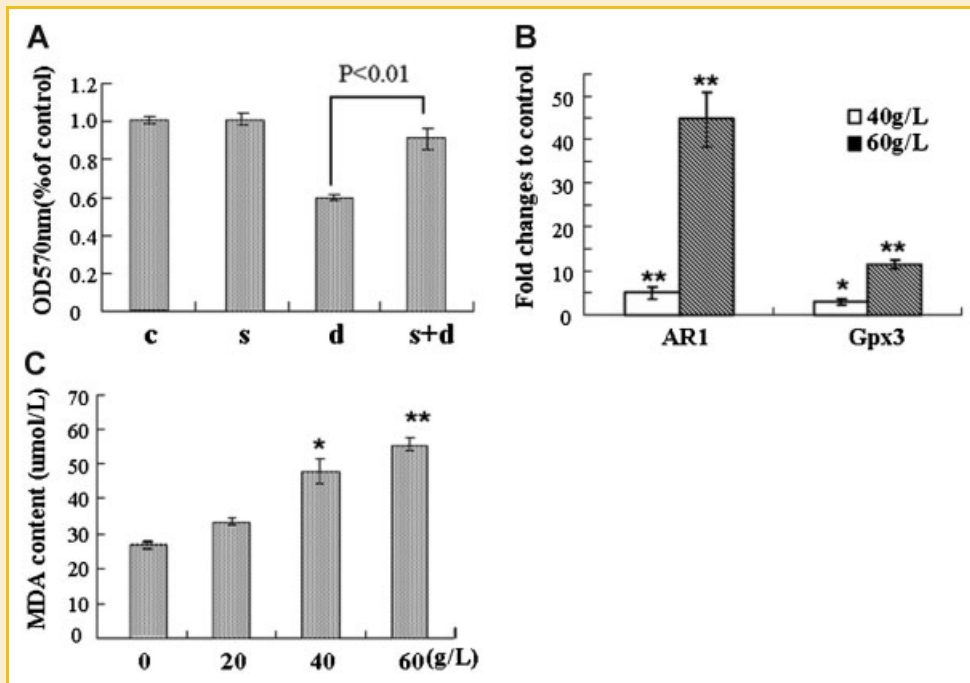 A
P<0.01
OD570nm(%of control)
1.2
1.0
0.8
0.6
0.4
0.2
0
c s d s+d
B
Fold changes to control
50
40
30
20
10
0
** **
* **
40g/L
60g/L
AR1 Gpx3
C
MDA content (umol/L)
70
60
50
40
30
20
10
0
* **
0 20 40 60(g/L)